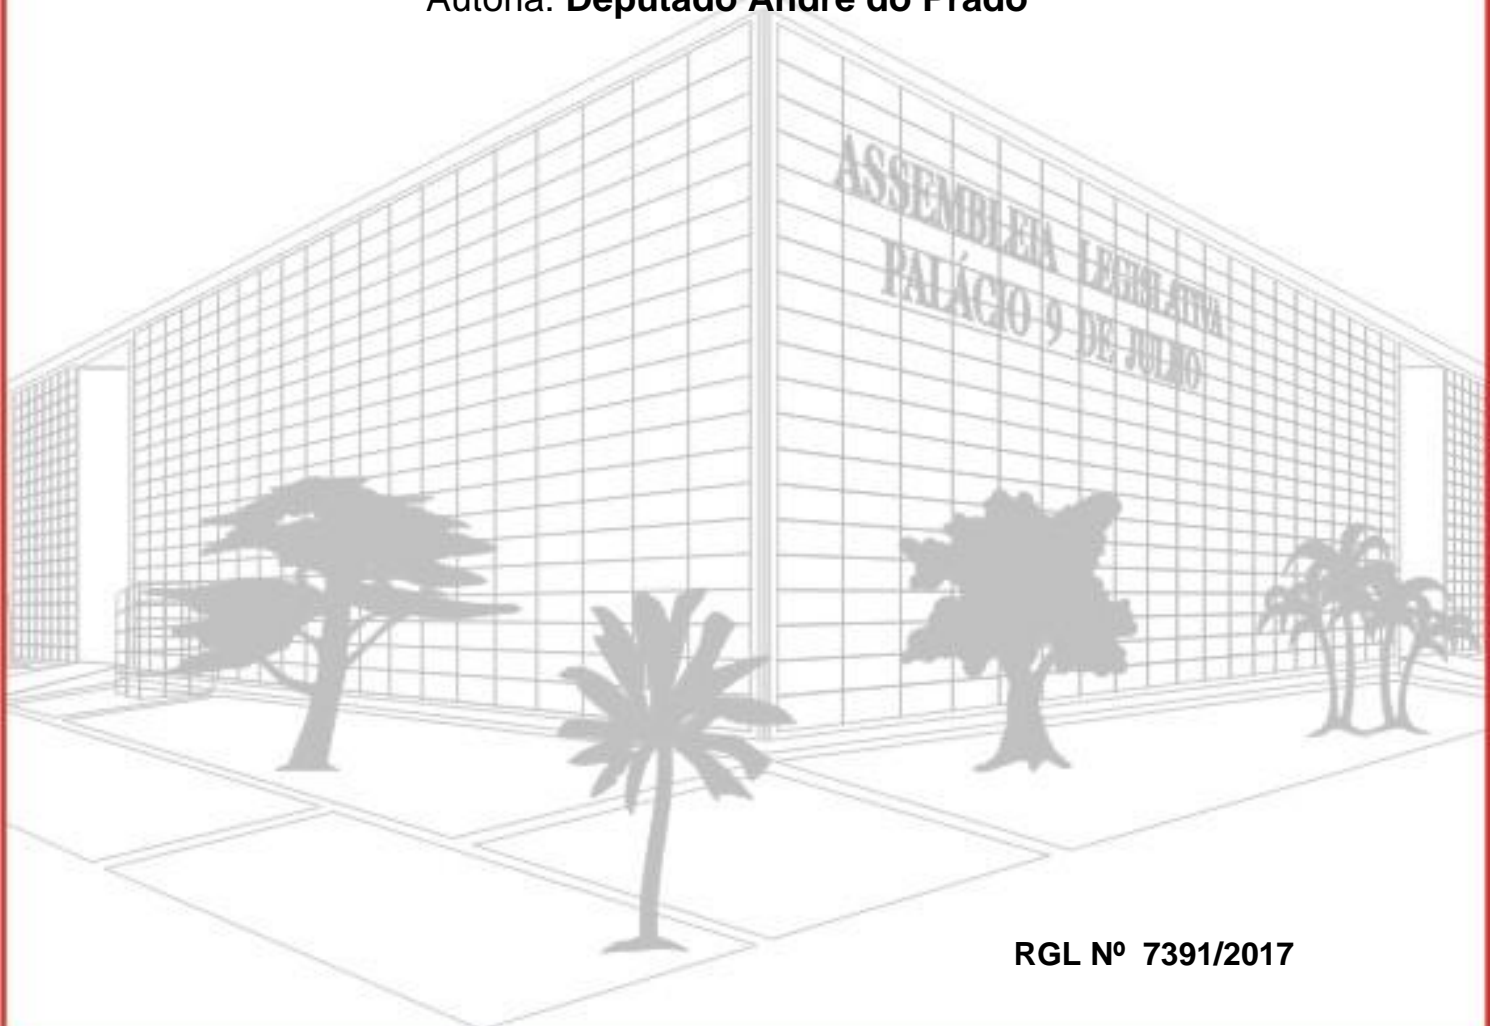 Autoria: Deputado André do Prado
ASSEMBLEIA LEGISLATIVA
PALÁCIO 9 DE JULHO
RGL Nº 7391/2017